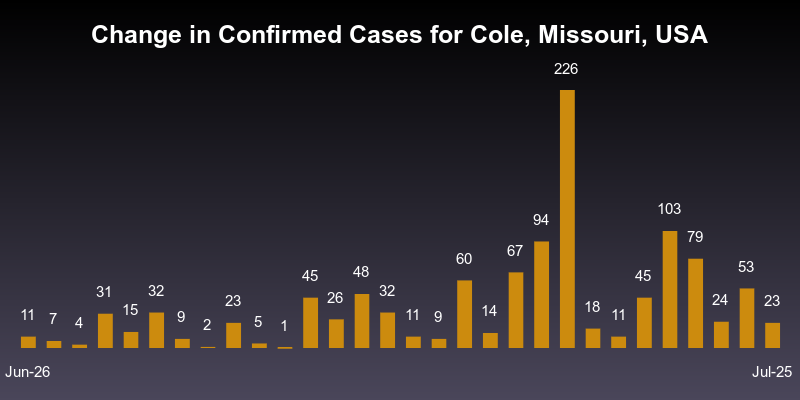 Change in Confirmed Cases for Cole, Missouri, USA
11 7 4 31 15 32 9 2 23 5 1 45 26 48 32 11 9 60 14 67 94 226 18 11 45 103 79 24 53 23
Jun-26 Jul-25